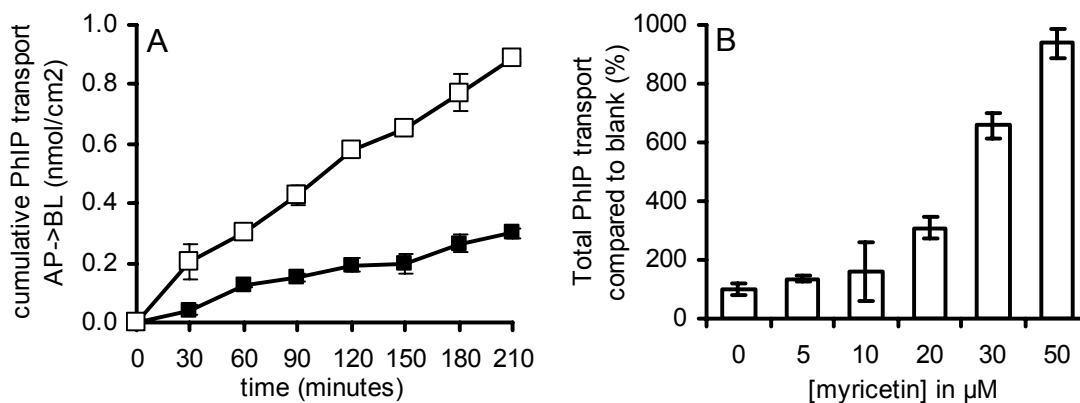 A
cumulative PhIP transport
AP->BL (nmol/cm2)
1.0
0.8
0.6
0.4
0.2
0.0
0 30 60 90 120 150 180 210
time (minutes)
B
Total PhIP transport
compared to blank (%)
1000
800
600
400
200
0
0 5 10 20 30 50
[myricetin] in µM